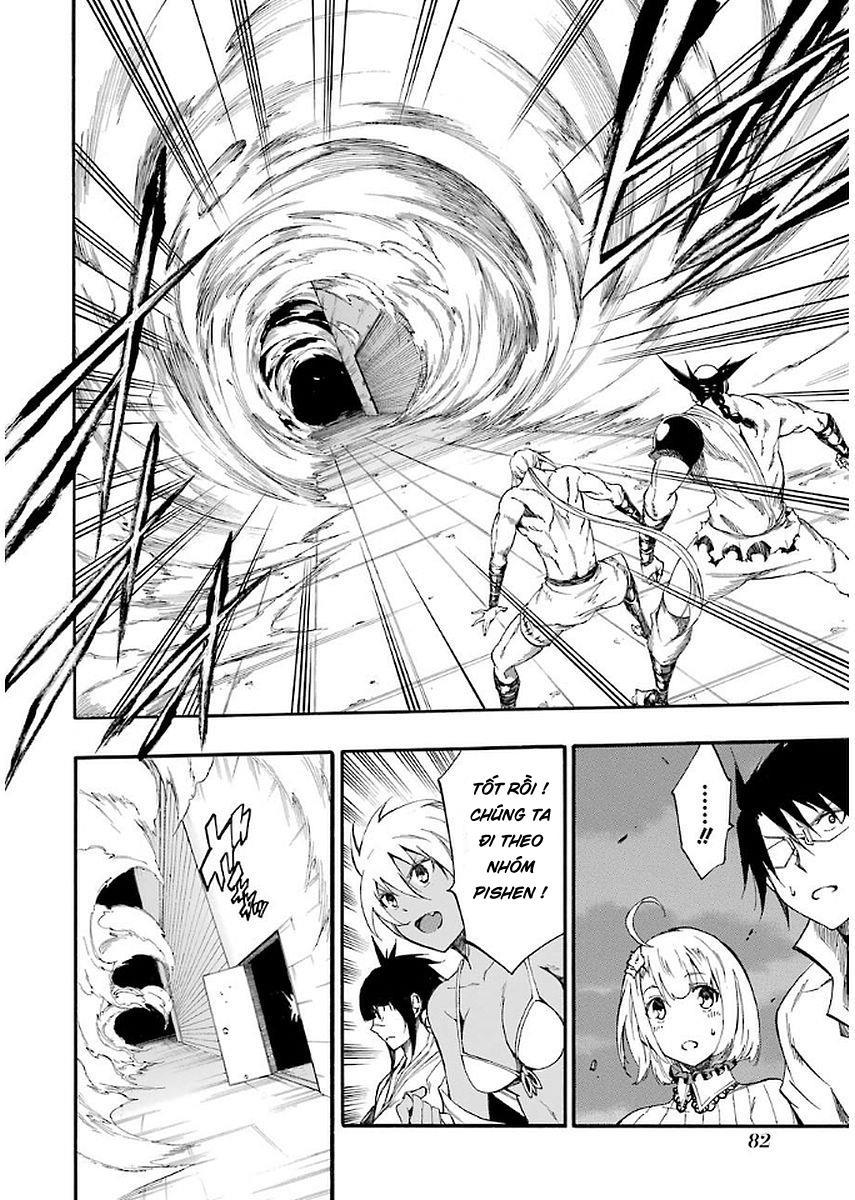 ......!!
TỐT RỒI !
CHÚNG TA
ĐI THEO
NHÓM
PISHEN !
82